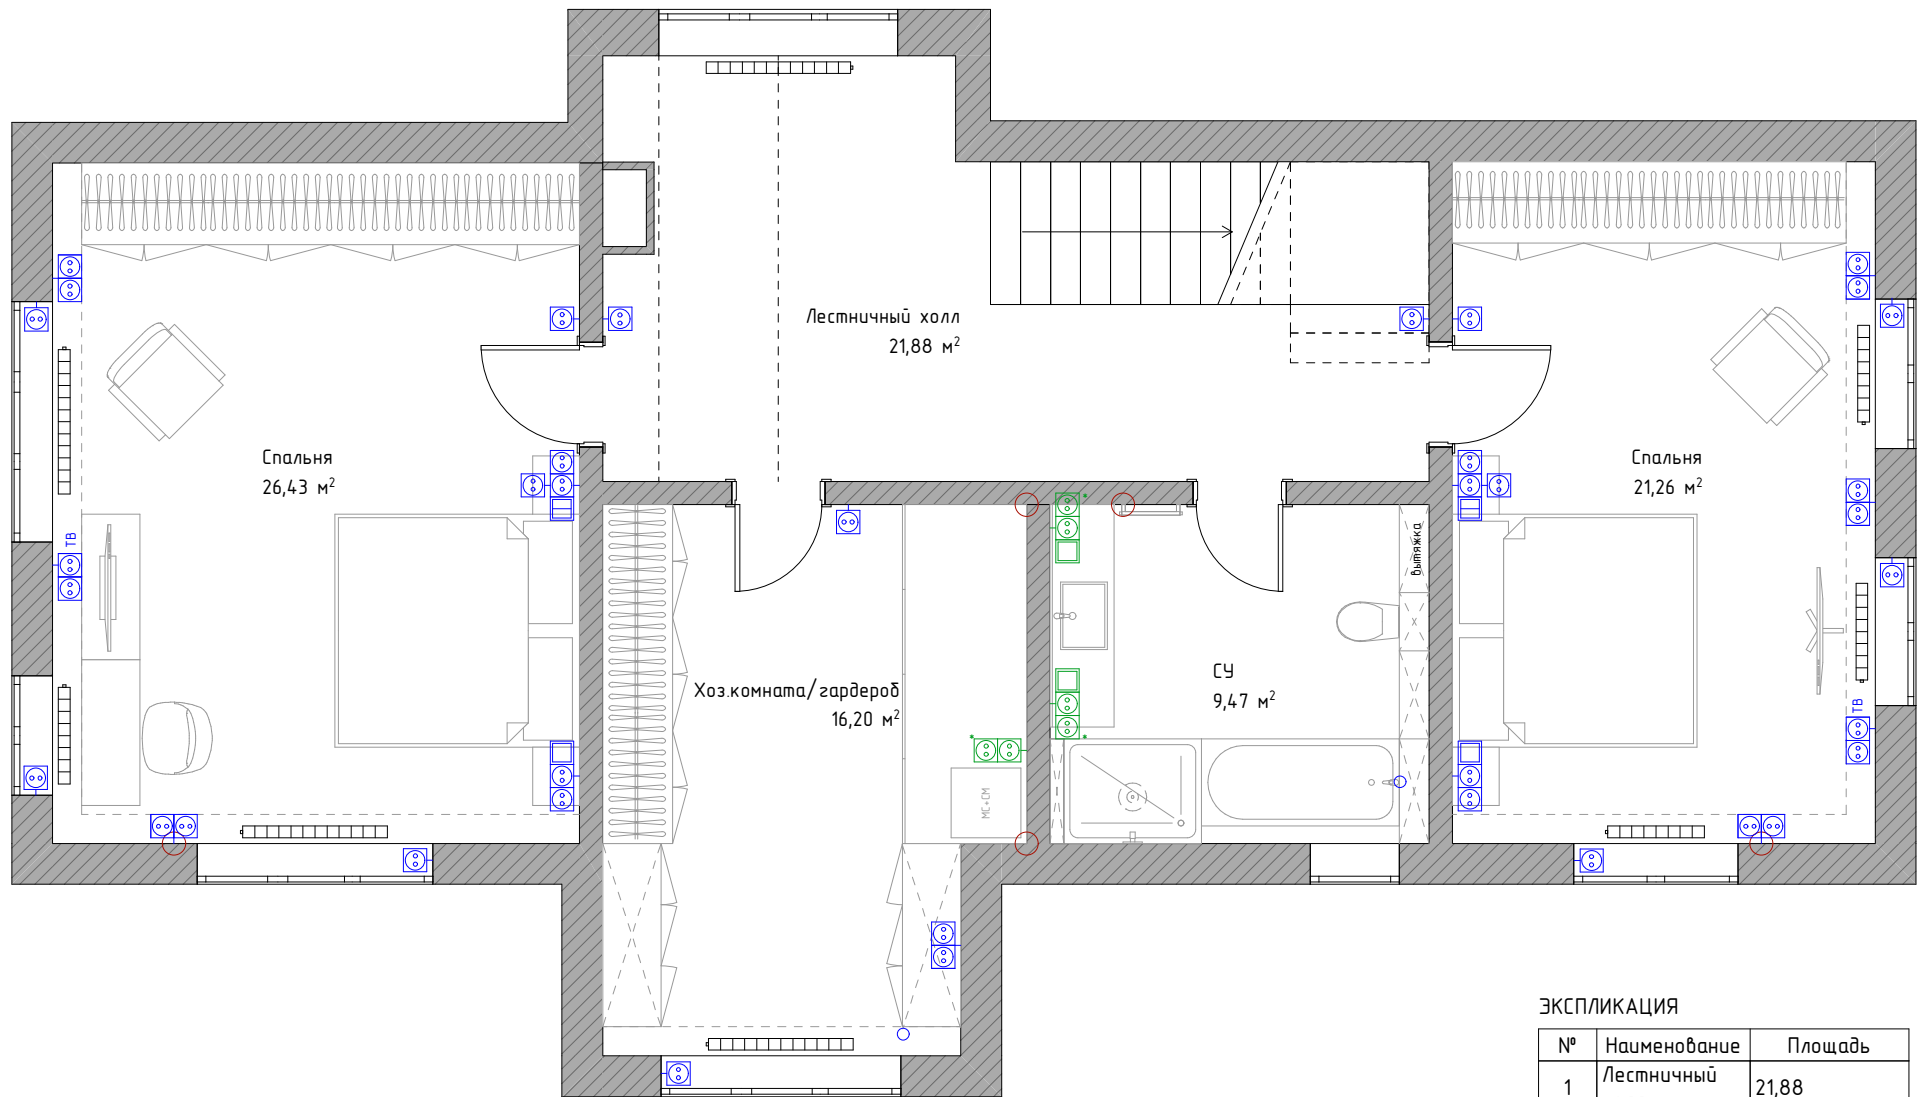 Лестничный холл
21,88 м²
Спальня
26,43 м²
Спальня
21,26 м²
ТВ
вытяжка
Хоз.комната/гардероб
16,20 м²
СУ
9,47 м²
ТВ
МС+СМ
ЭКСПЛИКАЦИЯ
№ Наименование Площадь
1 Лестничный 21,88